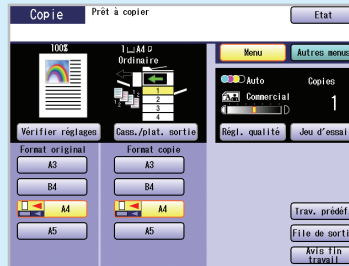 Copie
Prêt à copier
Etat
100%
1 A4
Ordinaire
1
2
3
4
Vérifier réglages
Cass./plat. sortie
Menu
Autres menus
Auto
Commercial
Copies
1
Régl. qualité
Jeu d'essai
Format original
Format copie
A3
A3
B4
B4
A4
A4
A5
A5
Trav. prédéf
File de sorti
Avis fin
travail